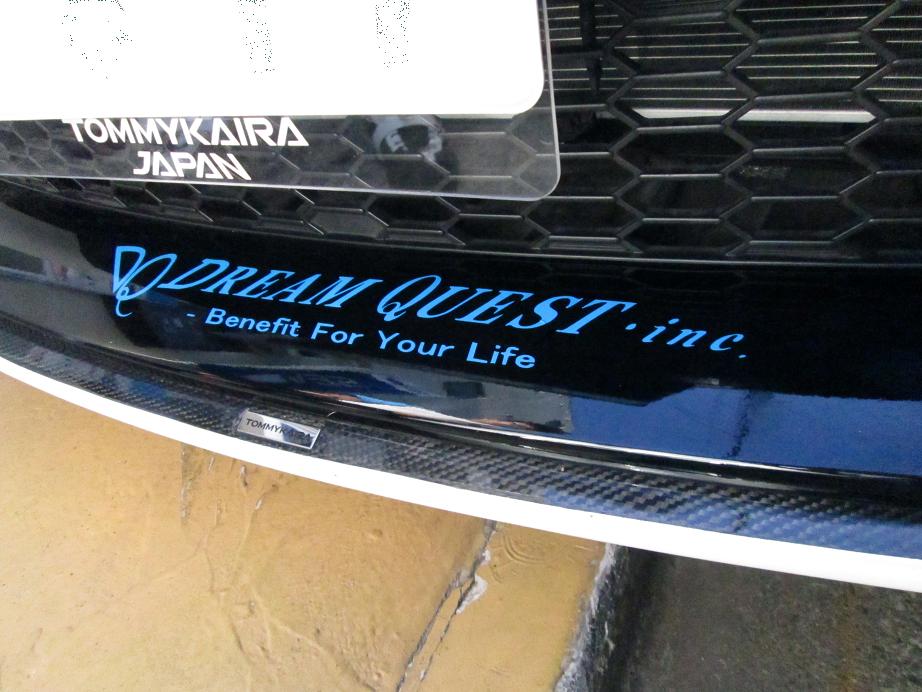 TOMMYKAIRA
JAPAN
DREAM QUEST·inc.
- Benefit For Your Life
TOMMYKAIRA